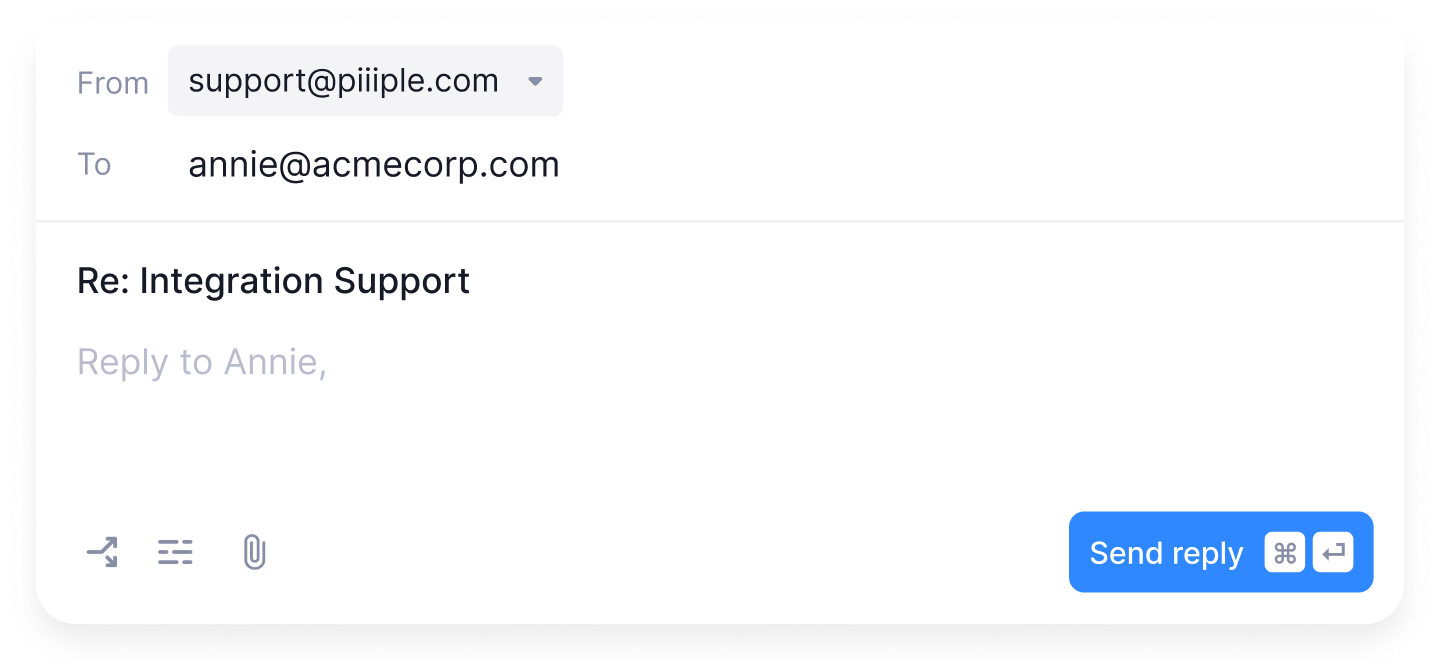 From support@piiiple.com
To annie@acmecorp.com
Re: Integration Support
Reply to Annie,
Send reply ⌘ ↵